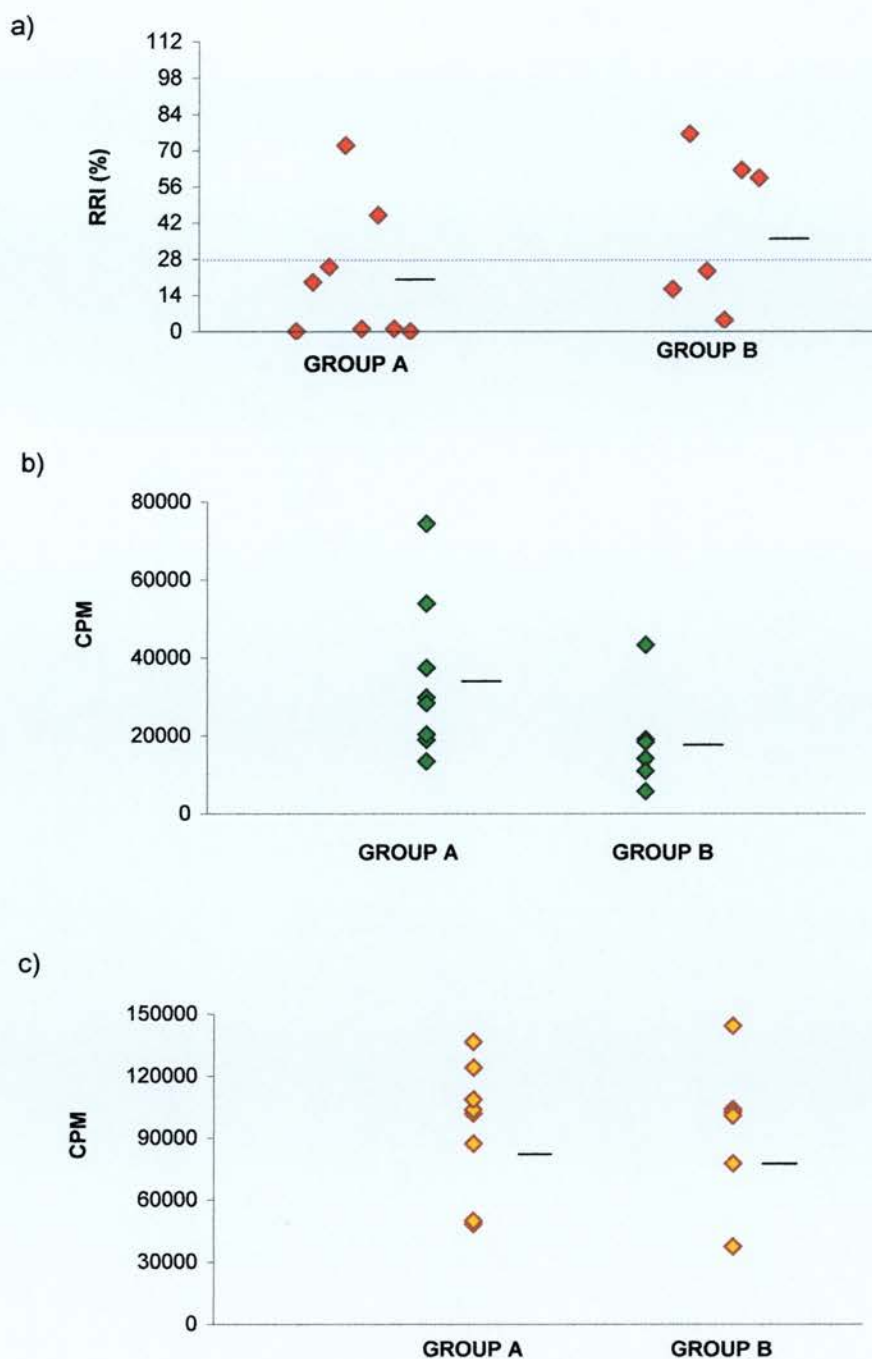 a)
112
98
84
70
56
42
28
14
0
RRI (%)
GROUP A GROUP B
b)
80000
60000
40000
20000
0
CPM
GROUP A GROUP B
c)
150000
120000
90000
60000
30000
0
CPM
GROUP A GROUP B